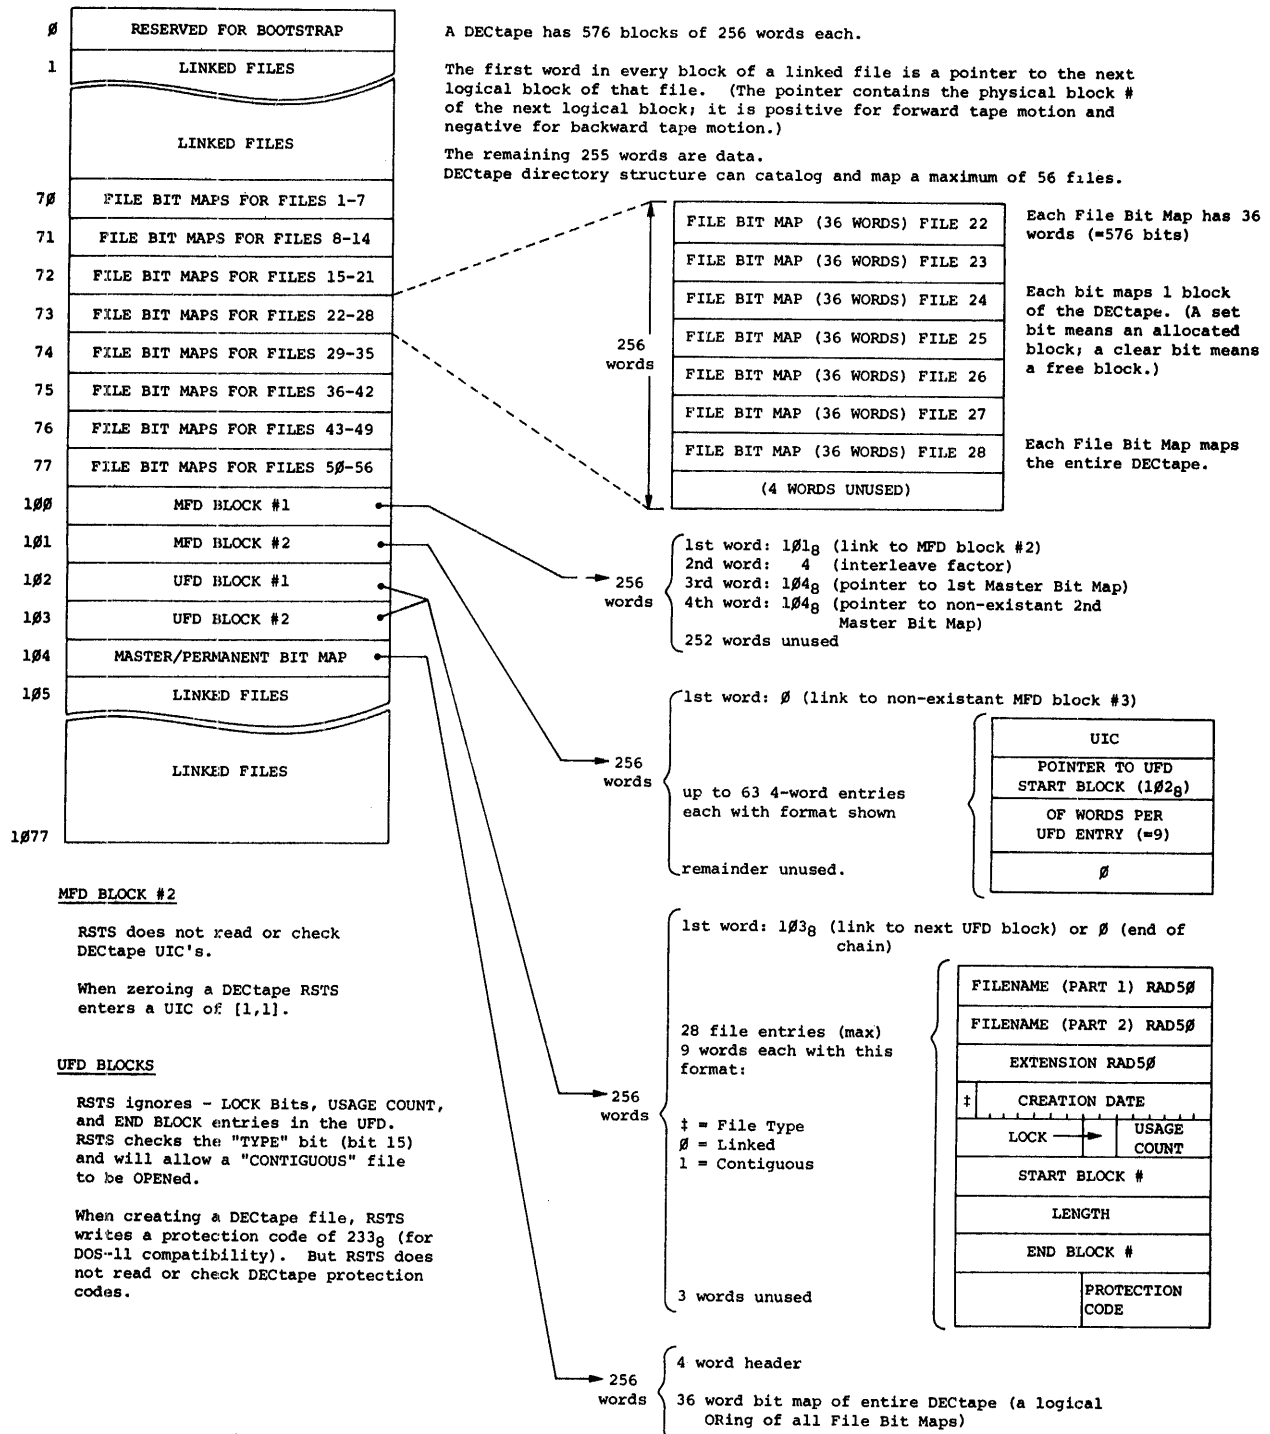 Ø RESERVED FOR BOOTSTRAP
1 LINKED FILES
LINKED FILES
7Ø FILE BIT MAPS FOR FILES 1-7
71 FILE BIT MAPS FOR FILES 8-14
72 FILE BIT MAPS FOR FILES 15-21
73 FILE BIT MAPS FOR FILES 22-28
74 FILE BIT MAPS FOR FILES 29-35
75 FILE BIT MAPS FOR FILES 36-42
76 FILE BIT MAPS FOR FILES 43-49
77 FILE BIT MAPS FOR FILES 5Ø-56
1ØØ MFD BLOCK #1
1Ø1 MFD BLOCK #2
1Ø2 UFD BLOCK #1
1Ø3 UFD BLOCK #2
1Ø4 MASTER/PERMANENT BIT MAP
1Ø5 LINKED FILES
LINKED FILES
1Ø77
A DECtape has 576 blocks of 256 words each.
The first word in every block of a linked file is a pointer to the next
logical block of that file. (The pointer contains the physical block #
of the next logical block; it is positive for forward tape motion and
negative for backward tape motion.)
The remaining 255 words are data.
DECtape directory structure can catalog and map a maximum of 56 files.
256
words
FILE BIT MAP (36 WORDS) FILE 22
FILE BIT MAP (36 WORDS) FILE 23
FILE BIT MAP (36 WORDS) FILE 24
FILE BIT MAP (36 WORDS) FILE 25
FILE BIT MAP (36 WORDS) FILE 26
FILE BIT MAP (36 WORDS) FILE 27
FILE BIT MAP (36 WORDS) FILE 28
(4 WORDS UNUSED)
Each File Bit Map has 36
words (=576 bits)
Each bit maps 1 block
of the DECtape. (A set
bit means an allocated
block; a clear bit means
a free block.)
Each File Bit Map maps
the entire DECtape.
256
words
1st word: 1Ø1₈ (link to MFD block #2)
2nd word: 4 (interleave factor)
3rd word: 1Ø4₈ (pointer to 1st Master Bit Map)
4th word: 1Ø4₈ (pointer to non-existant 2nd
Master Bit Map)
252 words unused
256
words
1st word: Ø (link to non-existant MFD block #3)
up to 63 4-word entries
each with format shown
remainder unused.
UIC
POINTER TO UFD
START BLOCK (1Ø2₈)
OF WORDS PER
UFD ENTRY (=9)
Ø
MFD BLOCK #2
RSTS does not read or check
DECtape UIC's.
When zeroing a DECtape RSTS
enters a UIC of [1,1].
UFD BLOCKS
RSTS ignores - LOCK Bits, USAGE COUNT,
and END BLOCK entries in the UFD.
RSTS checks the "TYPE" bit (bit 15)
and will allow a "CONTIGUOUS" file
to be OPENed.
When creating a DECtape file, RSTS
writes a protection code of 233₈ (for
DOS-11 compatibility). But RSTS does
not read or check DECtape protection
codes.
256
words
1st word: 1Ø3₈ (link to next UFD block) or Ø (end of
chain)
28 file entries (max)
9 words each with this
format:
‡ = File Type
Ø = Linked
1 = Contiguous
3 words unused
FILENAME (PART 1) RAD5Ø
FILENAME (PART 2) RAD5Ø
EXTENSION RAD5Ø
‡ CREATION DATE
LOCK USAGE
COUNT
START BLOCK #
LENGTH
END BLOCK #
PROTECTION
CODE
256
words
4 word header
36 word bit map of entire DECtape (a logical
ORing of all File Bit Maps)